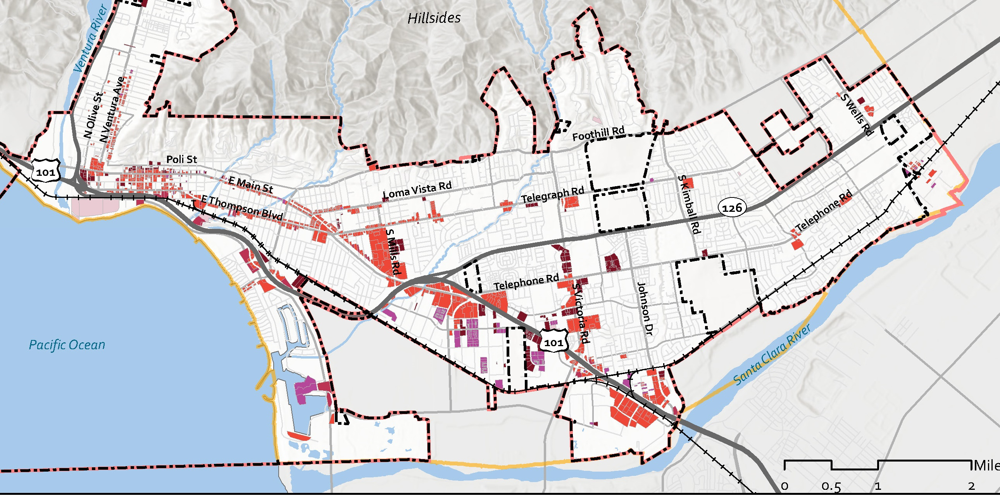 Hillsides
Ventura River
N Olive St
N Ventura Ave
S Wells Rd
Foothill Rd
Poli St
101
E Main St
Loma Vista Rd
Telegraph Rd
S Kimball Rd
E Thompson Blvd
126
Telephone Rd
S Mills Rd
Telephone Rd
S Victoria Rd
Johnson Dr
101
Pacific Ocean
Santa Clara River
Mile
0 0.5 1 2